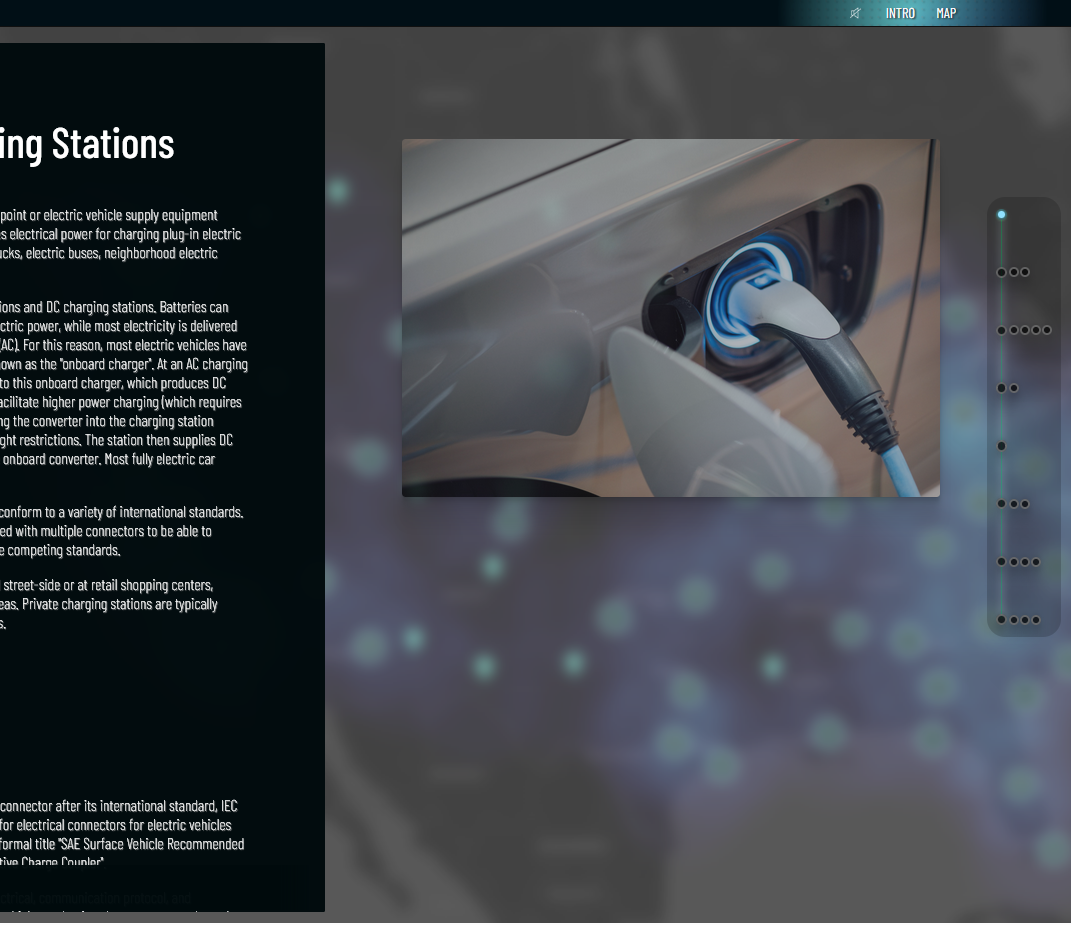 INTRO MAP
ing Stations
point or electric vehicle supply equipment
s electrical power for charging plug-in electric
ucks, electric buses, neighborhood electric
ions and DC charging stations. Batteries can
ctric power, while most electricity is delivered
(AC). For this reason, most electric vehicles have
nown as the "onboard charger". At an AC charging
to this onboard charger, which produces DC
acilitate higher power charging (which requires
ng the converter into the charging station
ght restrictions. The station then supplies DC
onboard converter. Most fully electric car
conform to a variety of international standards.
ed with multiple connectors to be able to
e competing standards.
street-side or at retail shopping centers,
eas. Private charging stations are typically
s.
connector after its international standard, IEC
for electrical connectors for electric vehicles
formal title "SAE Surface Vehicle Recommended
tive Charge Coupler"
communication protocol, and